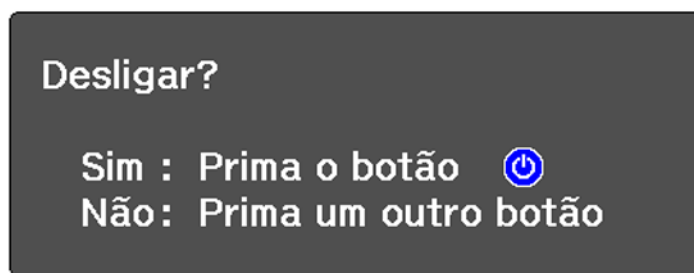 Desligar?
Sim : Prima o botão
Não: Prima um outro botão